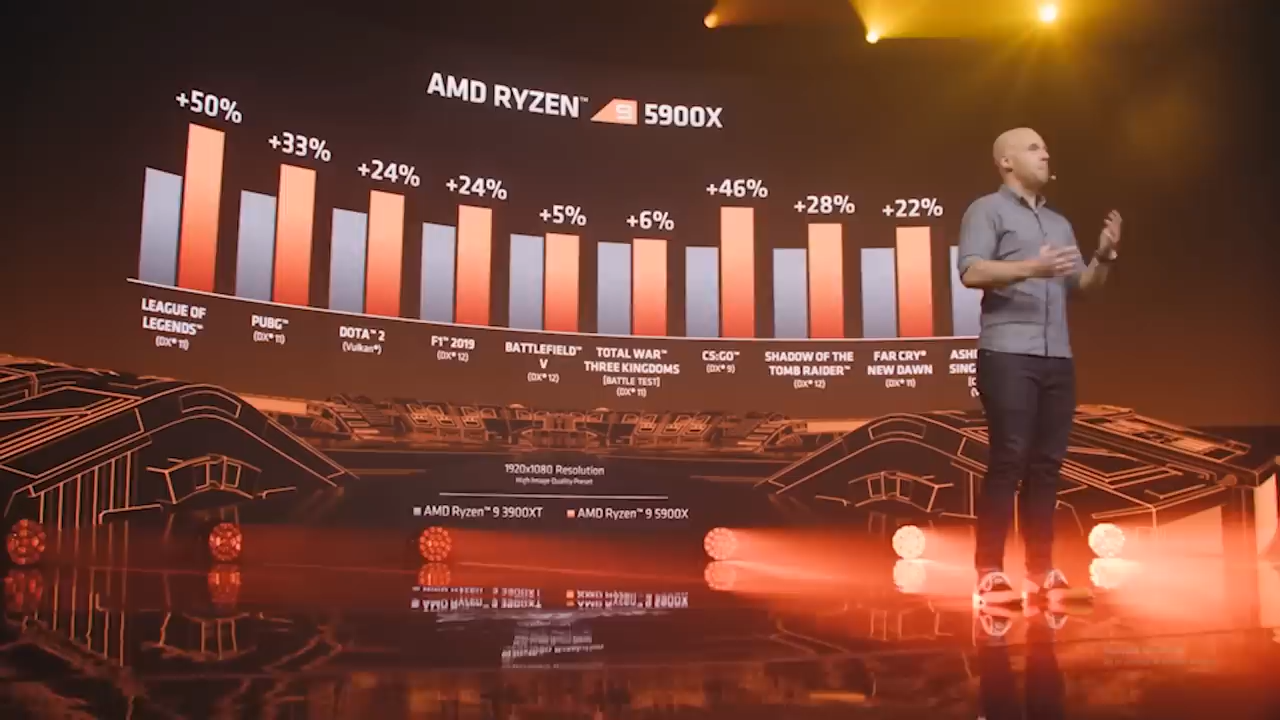 AMD RYZEN™ 9 5900X
+50%
+33%
+24%
+24%
+5%
+6%
+46%
+28%
+22%
LEAGUE OF
LEGENDS™
(DX® 11)
PUBG™
(DX® 11)
DOTA™ 2
(Vulkan®)
F1™ 2019
(DX® 12)
BATTLEFIELD™
V
(DX® 12)
TOTAL WAR™
THREE KINGDOMS
[BATTLE TEST]
(DX® 11)
CS:GO™
(DX® 9)
SHADOW OF THE
TOMB RAIDER™
(DX® 12)
FAR CRY®
NEW DAWN
(DX® 11)
1920x1080 Resolution
High Image Quality Preset
AMD Ryzen™ 9 3900XT
AMD Ryzen™ 9 5900X